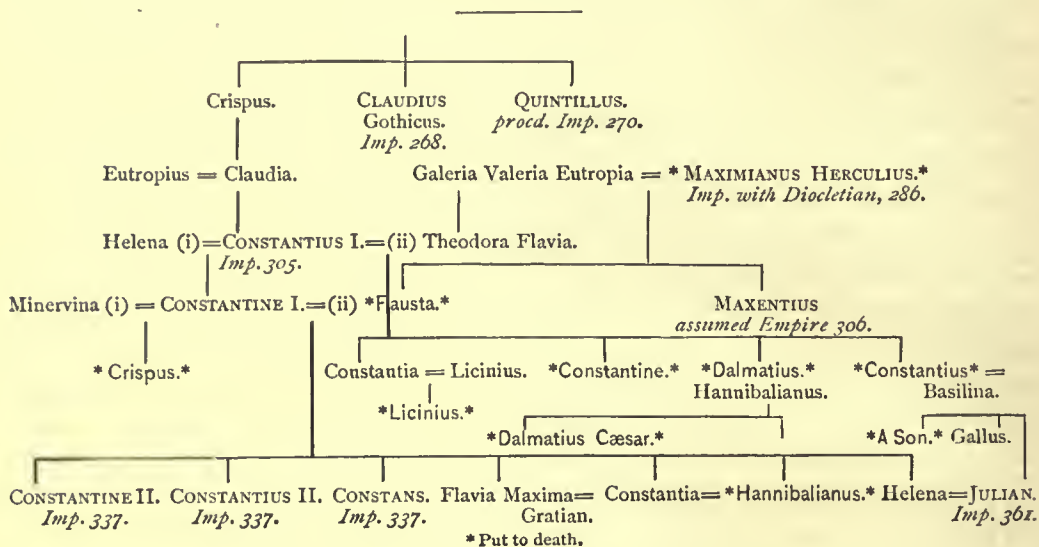 Crispus. CLAUDIUS QUINTILLUS.
Gothicus. procd. Imp. 270.
Imp. 268.
Eutropius = Claudia. Galeria Valeria Eutropia = * MAXIMIANUS HERCULIUS.*
Imp. with Diocletian, 286.
Helena (i)=CONSTANTIUS I.=(ii) Theodora Flavia.
Imp. 305.
Minervina (i) = CONSTANTINE I.=(ii) *Fausta.* MAXENTIUS
assumed Empire 306.
* Crispus.* Constantia = Licinius. *Constantine.* *Dalmatius.* *Constantius* =
Hannibalianus. Basilina.
*Licinius.*
*Dalmatius Cæsar.* *A Son.* Gallus.
CONSTANTINE II. CONSTANTIUS II. CONSTANS. Flavia Maxima= Constantia= *Hannibalianus.* Helena=JULIAN.
Imp. 337. Imp. 337. Imp. 337. Gratian. Imp. 361.
* Put to death.